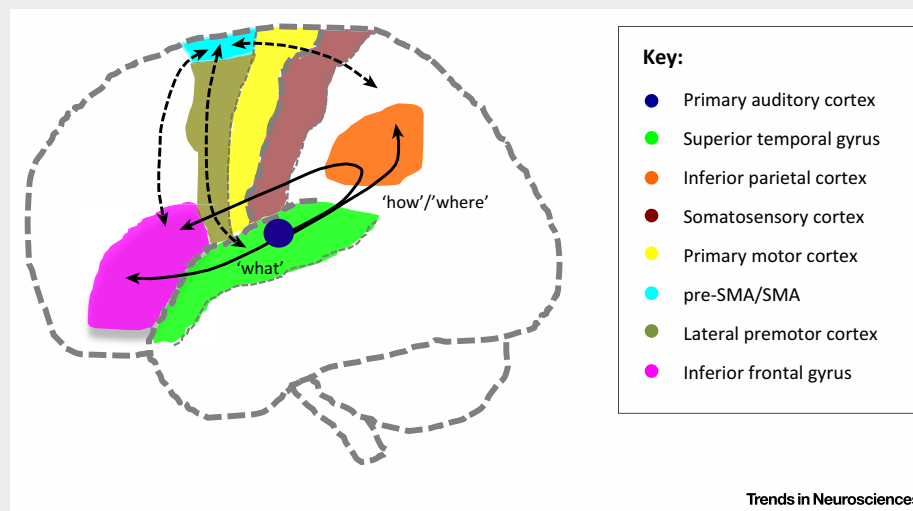 Key:
Primary auditory cortex
Superior temporal gyrus
Inferior parietal cortex
Somatosensory cortex
Primary motor cortex
pre-SMA/SMA
Lateral premotor cortex
Inferior frontal gyrus
‘how’/‘where’
‘what’
Trends in Neurosciences